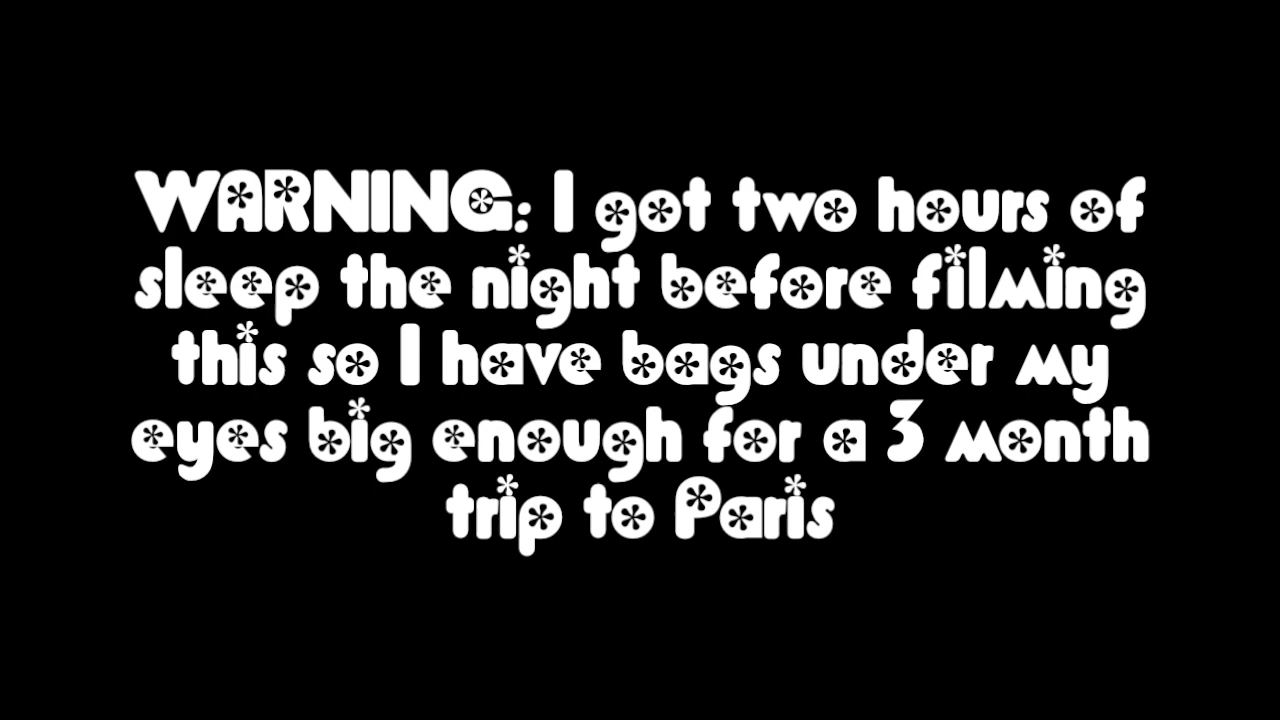 WARNING: I got two hours of
sleep the night before filming
this so I have bags under my
eyes big enough for a 3 month
trip to Paris